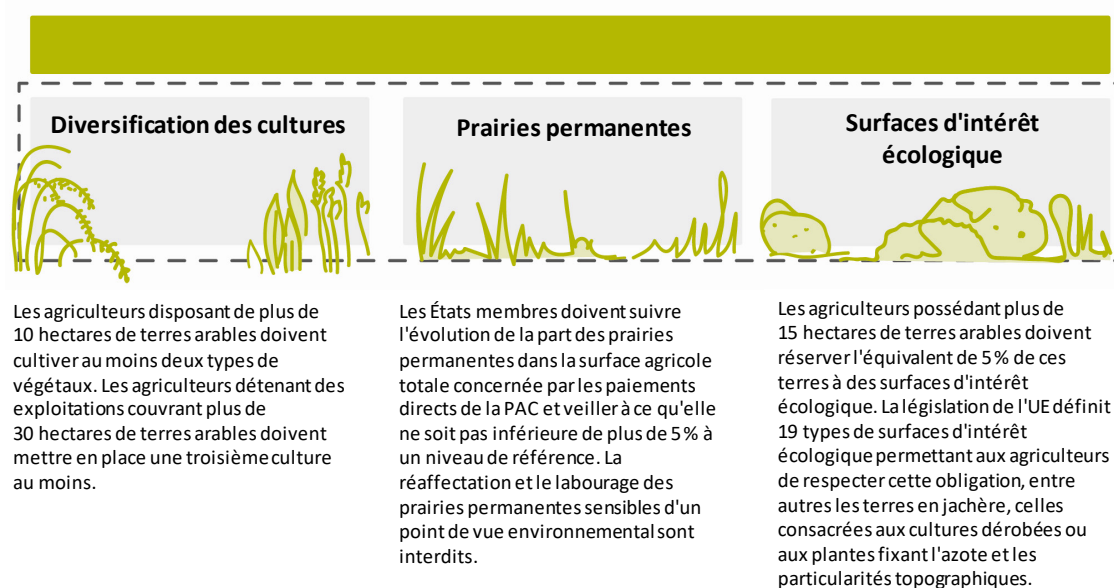 Diversification des cultures
Les agriculteurs disposant de plus de
10 hectares de terres arables doivent
cultiver au moins deux types de
végétaux. Les agriculteurs détenant des
exploitations couvrant plus de
30 hectares de terres arables doivent
mettre en place une troisième culture
au moins.
Prairies permanentes
Les États membres doivent suivre
l'évolution de la part des prairies
permanentes dans la surface agricole
totale concernée par les paiements
directs de la PAC et veiller à ce qu'elle
ne soit pas inférieure de plus de 5 % à
un niveau de référence. La
réaffectation et le labourage des
prairies permanentes sensibles d'un
point de vue environnemental sont
interdits.
Surfaces d'intérêt
écologique
Les agriculteurs possédant plus de
15 hectares de terres arables doivent
réserver l'équivalent de 5 % de ces
terres à des surfaces d'intérêt
écologique. La législation de l'UE définit
19 types de surfaces d'intérêt
écologique permettant aux agriculteurs
de respecter cette obligation, entre
autres les terres en jachère, celles
consacrées aux cultures dérobées ou
aux plantes fixant l'azote et les
particularités topographiques.